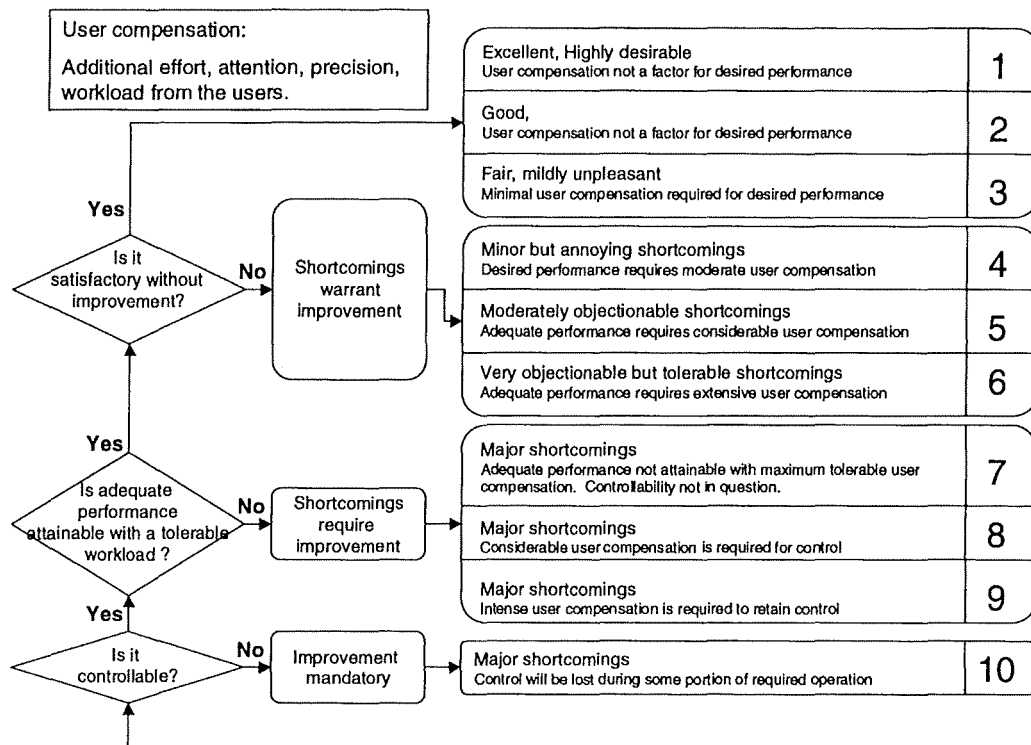 User compensation:
Additional effort, attention, precision,
workload from the users.
Excellent, Highly desirable
User compensation not a factor for desired performance
1
Good,
User compensation not a factor for desired performance
2
Fair, mildly unpleasant
Minimal user compensation required for desired performance
3
Yes
Is it
satisfactory without
improvement?
No
Shortcomings
warrant
improvement
Minor but annoying shortcomings
Desired performance requires moderate user compensation
4
Moderately objectionable shortcomings
Adequate performance requires considerable user compensation
5
Very objectionable but tolerable shortcomings
Adequate performance requires extensive user compensation
6
Yes
Is adequate
performance
attainable with a tolerable
workload ?
No
Shortcomings
require
improvement
Major shortcomings
Adequate performance not attainable with maximum tolerable user
compensation. Controllability not in question.
7
Major shortcomings
Considerable user compensation is required for control
8
Major shortcomings
Intense user compensation is required to retain control
9
Yes
Is it
controllable?
No
Improvement
mandatory
Major shortcomings
Control will be lost during some portion of required operation
10